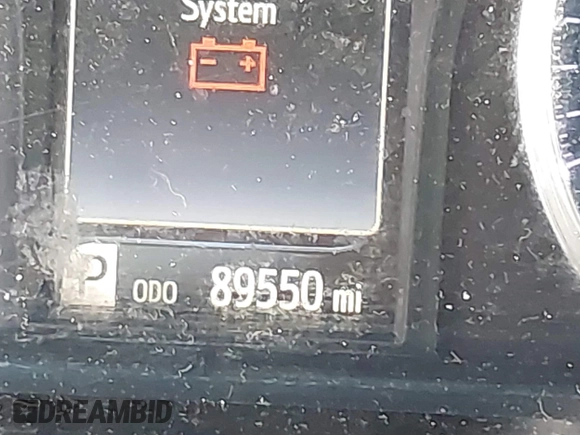 System
P
ODO 89550 mi
DREAMBID